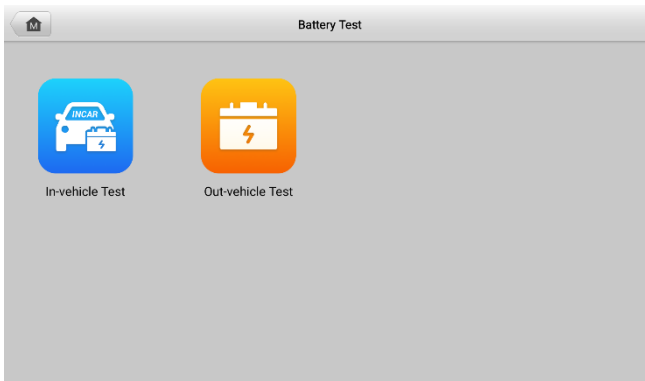 M
Battery Test
INCAR
In-vehicle Test
Out-vehicle Test